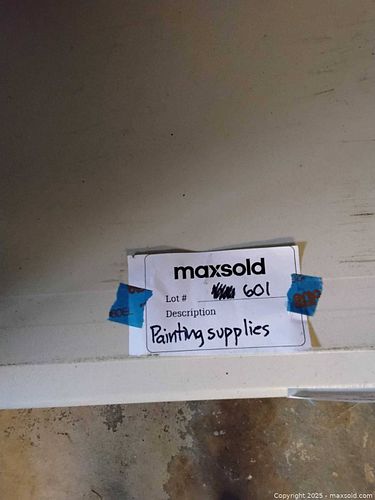 maxsold
Lot # 601
Description
Painting supplies
Copyright 2025 - maxsold.com